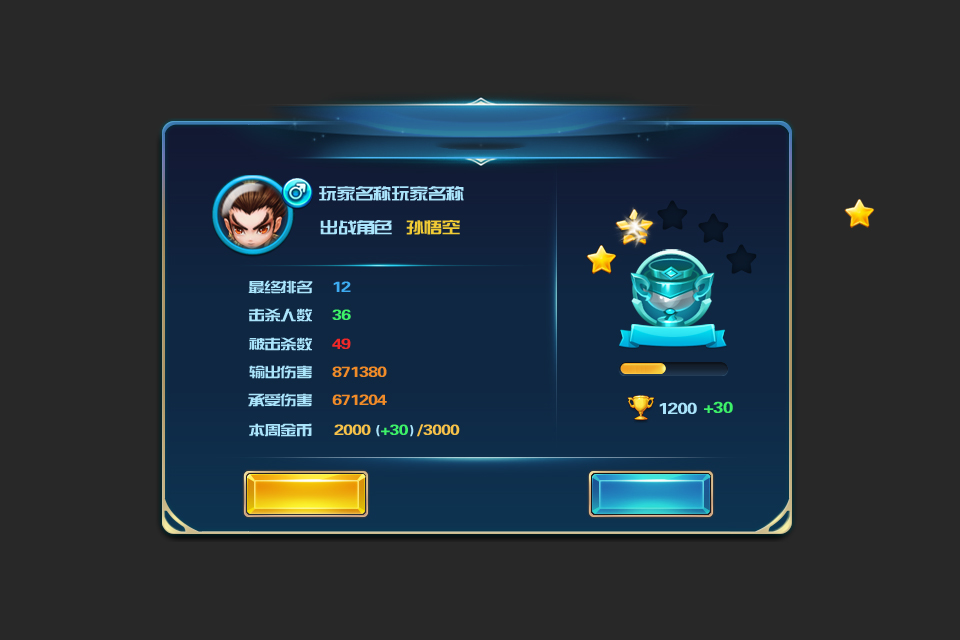 玩家名称玩家名称
出战角色 孙悟空
最终排名 12
击杀人数 36
被击杀数 49
输出伤害 871380
承受伤害 671204
本周金币 2000 (+30) /3000
1200 +30